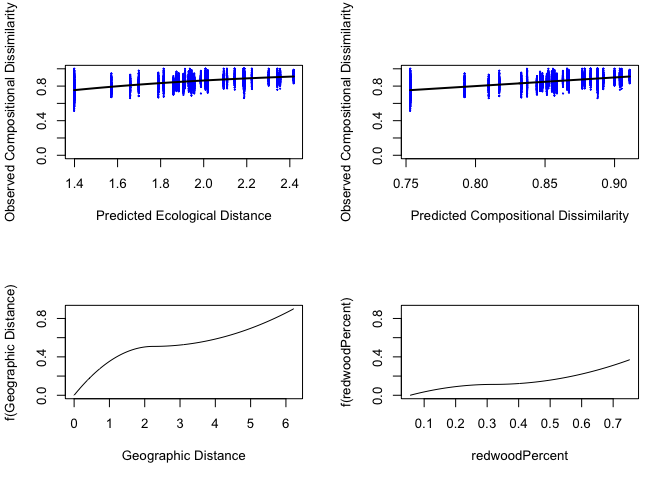 Observed Compositional Dissimilarity
0.0 0.4 0.8
1.4 1.6 1.8 2.0 2.2 2.4
Predicted Ecological Distance
Observed Compositional Dissimilarity
0.0 0.4 0.8
0.75 0.80 0.85 0.90
Predicted Compositional Dissimilarity
f(Geographic Distance)
0.0 0.4 0.8
0 1 2 3 4 5 6
Geographic Distance
f(redwoodPercent)
0.0 0.4 0.8
0.1 0.2 0.3 0.4 0.5 0.6 0.7
redwoodPercent